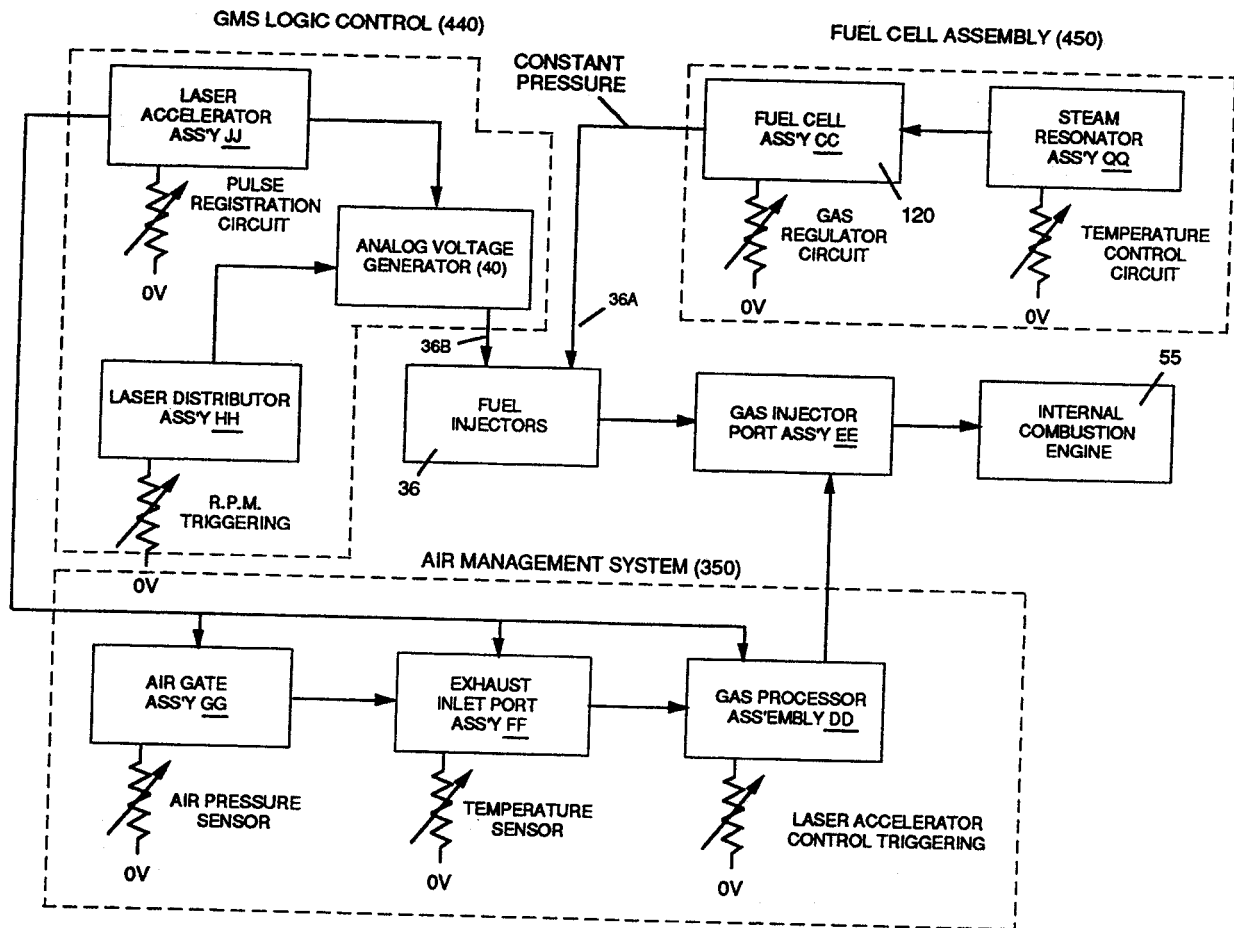 GMS LOGIC CONTROL (440)
LASER
ACCELERATOR
ASS'Y JJ
PULSE
REGISTRATION
CIRCUIT
0V
ANALOG VOLTAGE
GENERATOR (40)
36B
LASER DISTRIBUTOR
ASS'Y HH
R.P.M.
TRIGGERING
0V
CONSTANT
PRESSURE
36A
FUEL CELL ASSEMBLY (450)
FUEL CELL
ASS'Y CC
120
GAS
REGULATOR
CIRCUIT
0V
STEAM
RESONATOR
ASS'Y QQ
TEMPERATURE
CONTROL
CIRCUIT
0V
FUEL
INJECTORS
36
GAS INJECTOR
PORT ASS'Y EE
55
INTERNAL
COMBUSTION
ENGINE
AIR MANAGEMENT SYSTEM (350)
AIR GATE
ASS'Y GG
AIR PRESSURE
SENSOR
0V
EXHAUST
INLET PORT
ASS'Y FF
TEMPERATURE
SENSOR
0V
GAS PROCESSOR
ASS'EMBLY DD
LASER ACCELERATOR
CONTROL TRIGGERING
0V